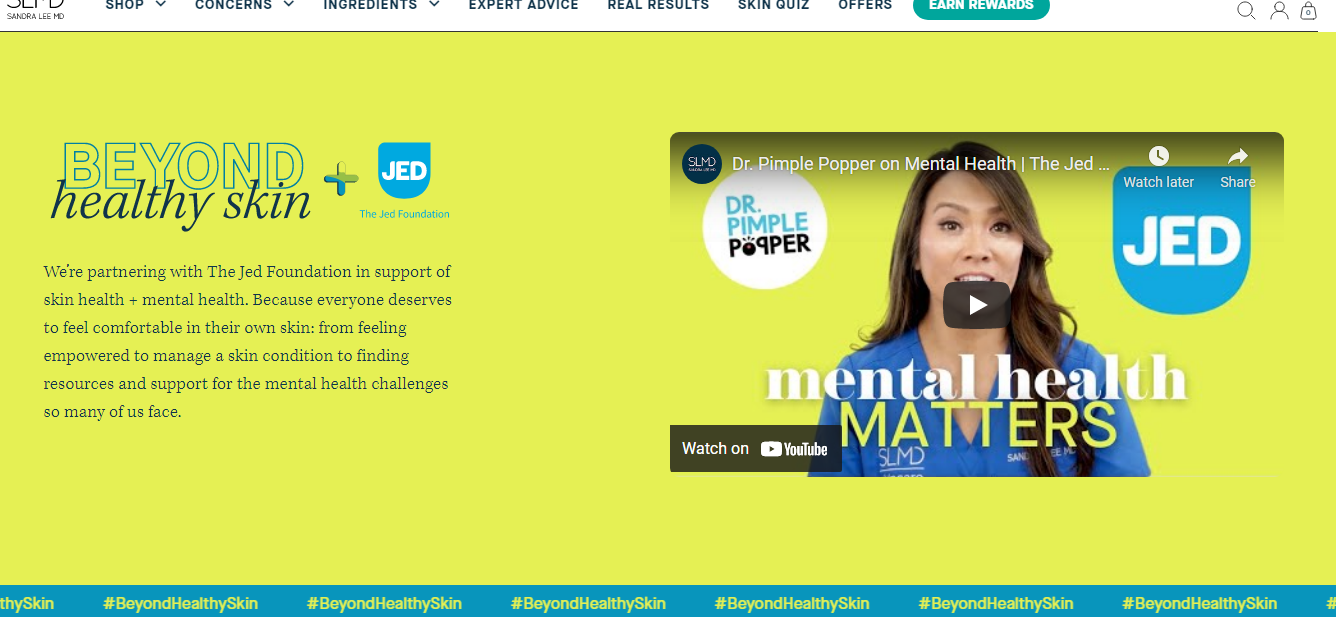 SLMD
SANDRA LEE MD
SHOP
CONCERNS
INGREDIENTS
EXPERT ADVICE
REAL RESULTS
SKIN QUIZ
OFFERS
EARN REWARDS
0
BEYOND
healthy skin
JED
The Jed Foundation
We're partnering with The Jed Foundation in support of
skin health + mental health. Because everyone deserves
to feel comfortable in their own skin: from feeling
empowered to manage a skin condition to finding
resources and support for the mental health challenges
so many of us face.
SLMD
SANDRA LEE MD
Dr. Pimple Popper on Mental Health | The Jed ...
Watch later
Share
DR.
PIMPLE
POPPER
JED
mental health
MATTERS
Watch on YouTube
SLMD
thySkin #BeyondHealthySkin #BeyondHealthySkin #BeyondHealthySkin #BeyondHealthySkin #BeyondHealthySkin #BeyondHealthySkin #